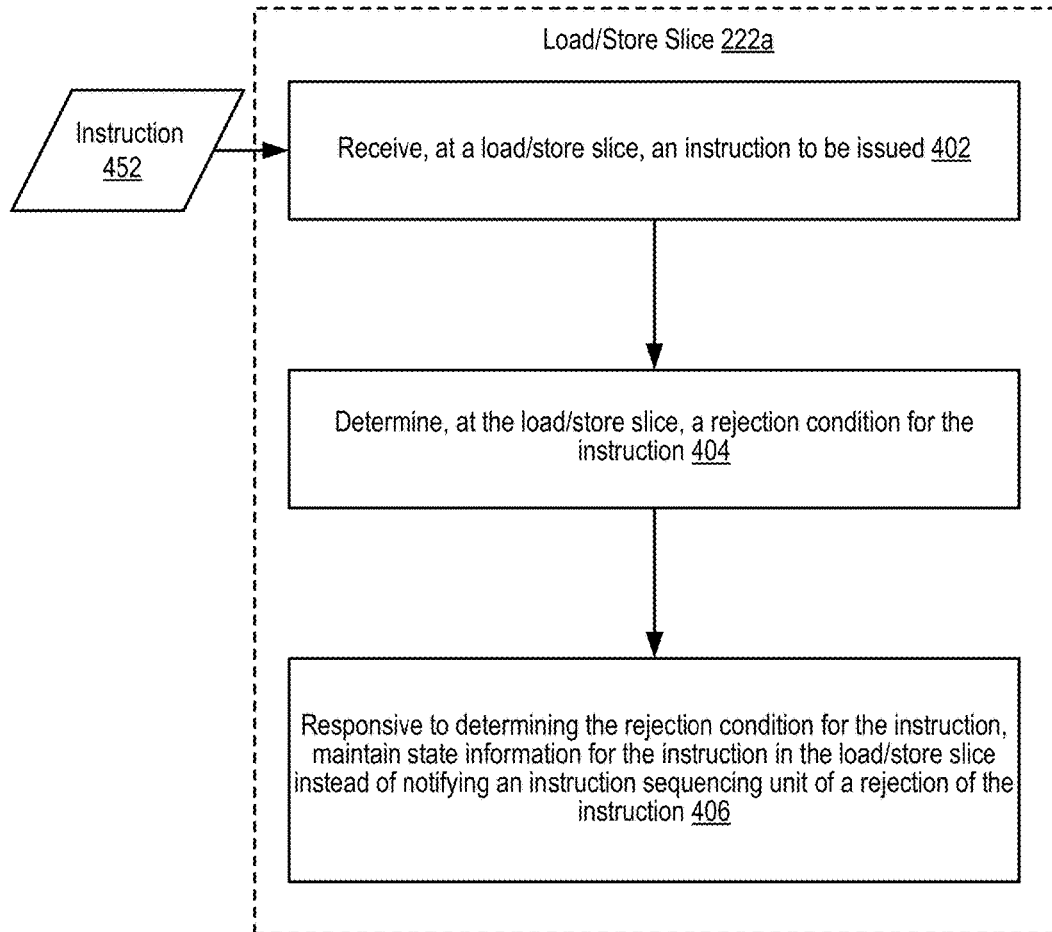 Load/Store Slice 222a
Instruction
452
Receive, at a load/store slice, an instruction to be issued 402
Determine, at the load/store slice, a rejection condition for the
instruction 404
Responsive to determining the rejection condition for the instruction,
maintain state information for the instruction in the load/store slice
instead of notifying an instruction sequencing unit of a rejection of the
instruction 406